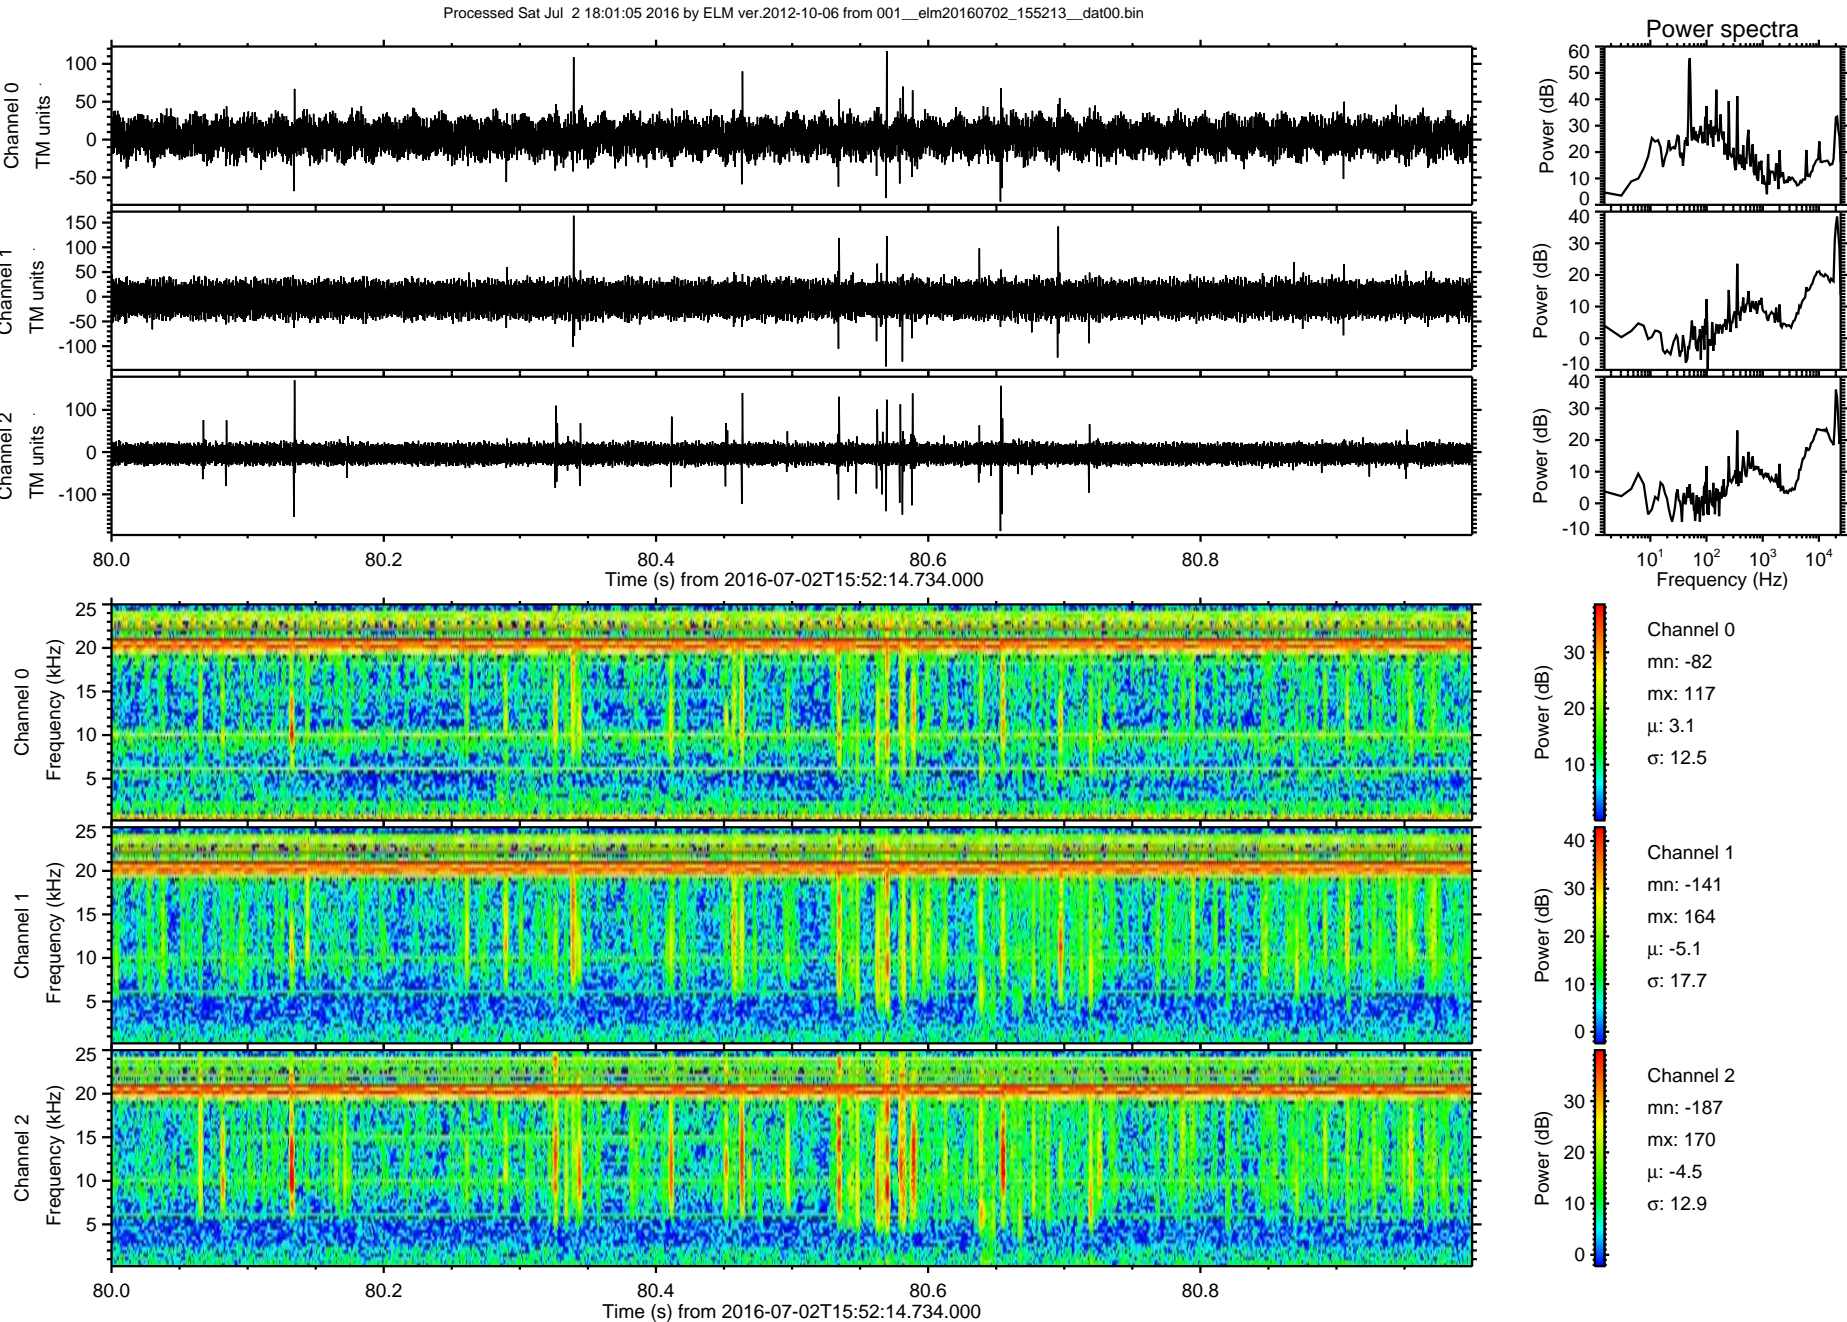 Processed Sat Jul 2 18:01:05 2016 by ELM ver.2012-10-06 from 001__elm20160702_155213__dat00.bin
Power spectra
Channel 0
TM units
100
50
0
-50
Power (dB)
60
50
40
30
20
10
0
Channel 1
TM units
150
100
50
0
-50
-100
Power (dB)
40
30
20
10
0
-10
Channel 2
TM units
100
0
-100
Power (dB)
40
30
20
10
0
-10
80.0 80.2 80.4 80.6 80.8
Time (s) from 2016-07-02T15:52:14.734.000
10^1 10^2 10^3 10^4
Frequency (Hz)
Channel 0
Frequency (kHz)
25
20
15
10
5
Power (dB)
30
20
10
Channel 0
mn: -82
mx: 117
μ: 3.1
σ: 12.5
Channel 1
Frequency (kHz)
25
20
15
10
5
Power (dB)
40
30
20
10
0
Channel 1
mn: -141
mx: 164
μ: -5.1
σ: 17.7
Channel 2
Frequency (kHz)
25
20
15
10
5
Power (dB)
30
20
10
0
Channel 2
mn: -187
mx: 170
μ: -4.5
σ: 12.9
80.0 80.2 80.4 80.6 80.8
Time (s) from 2016-07-02T15:52:14.734.000